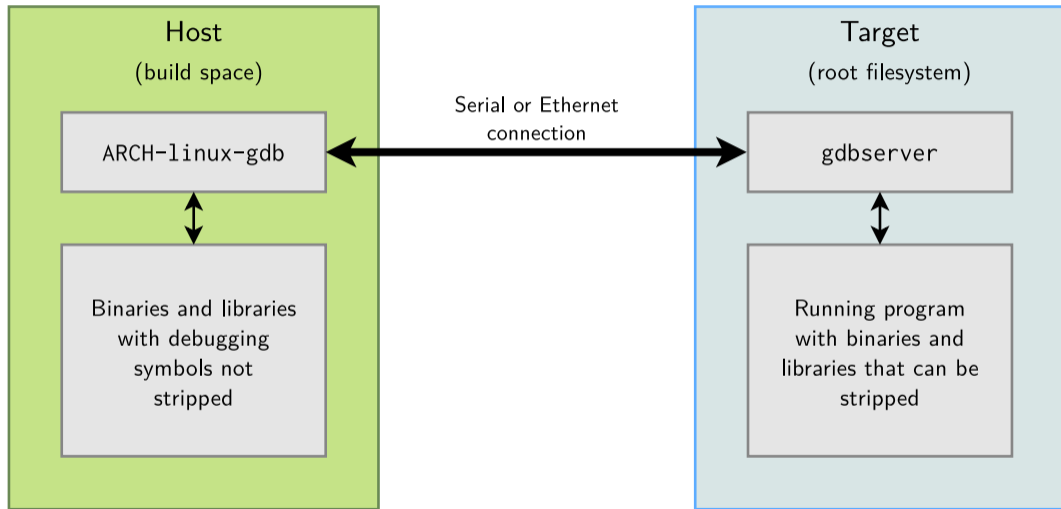 Host
(build space)
ARCH-linux-gdb
Binaries and libraries
with debugging
symbols not
stripped
Serial or Ethernet
connection
Target
(root filesystem)
gdbserver
Running program
with binaries and
libraries that can be
stripped